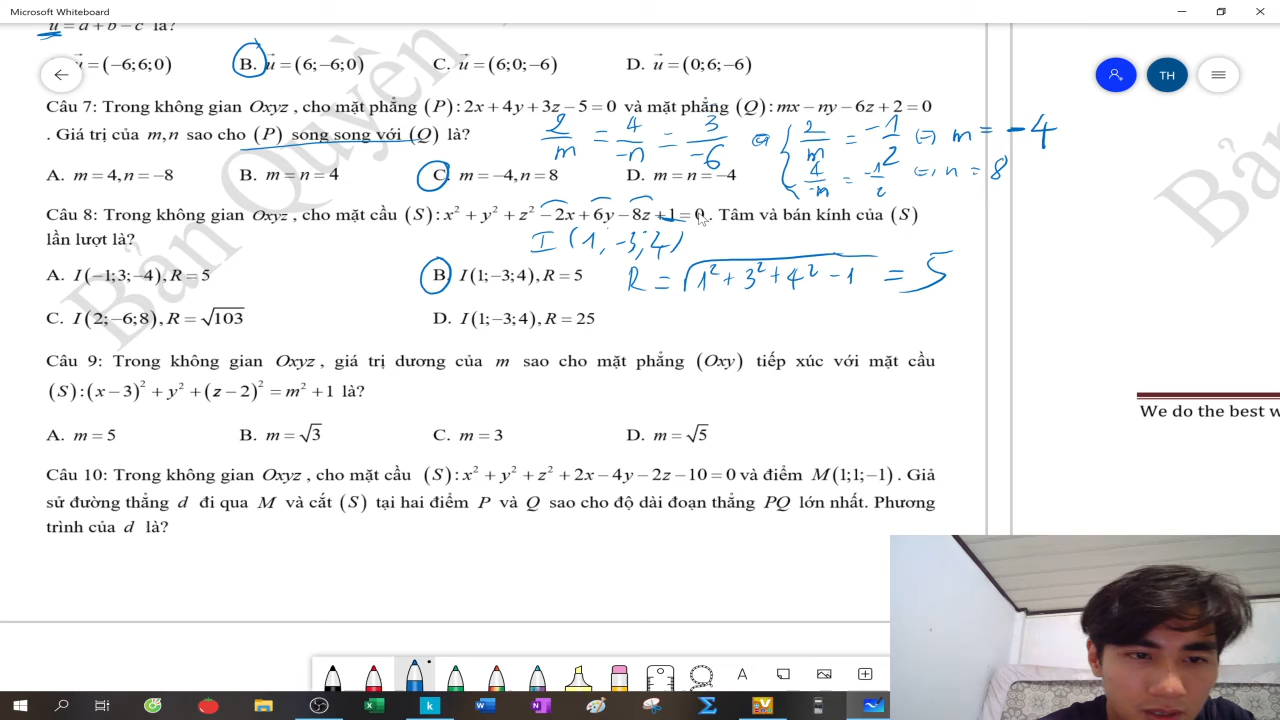 Microsoft Whiteboard
u = a + b − c là?
u = (−6;6;0) B. u = (6;−6;0) C. u = (6;0;−6) D. u = (0;6;−6)
TH
Câu 7: Trong không gian Oxyz, cho mặt phẳng (P): 2x + 4y + 3z − 5 = 0 và mặt phẳng (Q): mx − ny − 6z + 2 = 0
. Giá trị của m, n sao cho (P) song song với (Q) là?
2/m = 4/−n = 3/−6 ⇔ { 2/m = −1/2 ⇒ m = −4
4/−n = −1/2 ⇒ n = 8
A. m = 4, n = −8 B. m = n = 4 C. m = −4, n = 8 D. m = n = −4
Câu 8: Trong không gian Oxyz, cho mặt cầu (S): x² + y² + z² − 2x + 6y − 8z + 1 = 0. Tâm và bán kính của (S)
lần lượt là?
I (1; −3; 4)
A. I(−1;3;−4), R = 5 B. I(1;−3;4), R = 5
R = √(1² + 3² + 4² − 1) = 5
C. I(2;−6;8), R = √103 D. I(1;−3;4), R = 25
Câu 9: Trong không gian Oxyz, giá trị dương của m sao cho mặt phẳng (Oxy) tiếp xúc với mặt cầu
(S): (x − 3)² + y² + (z − 2)² = m² + 1 là?
A. m = 5 B. m = √3 C. m = 3 D. m = √5
Câu 10: Trong không gian Oxyz, cho mặt cầu (S): x² + y² + z² + 2x − 4y − 2z − 10 = 0 và điểm M(1;1;−1). Giả
sử đường thẳng d đi qua M và cắt (S) tại hai điểm P và Q sao cho độ dài đoạn thẳng PQ lớn nhất. Phương
trình của d là?
Bản Quyền
Bản
We do the best w